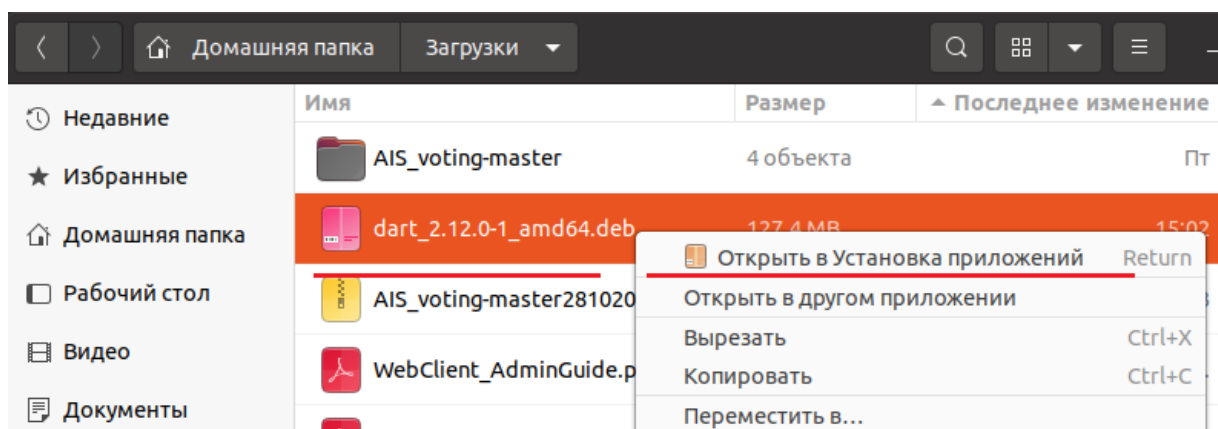 Домашняя папка Загрузки
Имя Размер Последнее изменение
Недавние
AIS_voting-master 4 объекта Пт
Избранные
dart_2.12.0-1_amd64.deb 127,4 MB 15:02
Домашняя папка
Открыть в Установка приложений Return
Рабочий стол
AIS_voting-master281020
Открыть в другом приложении
Видео
Вырезать Ctrl+X
WebClient_AdminGuide.p
Копировать Ctrl+C
Документы
Переместить в...